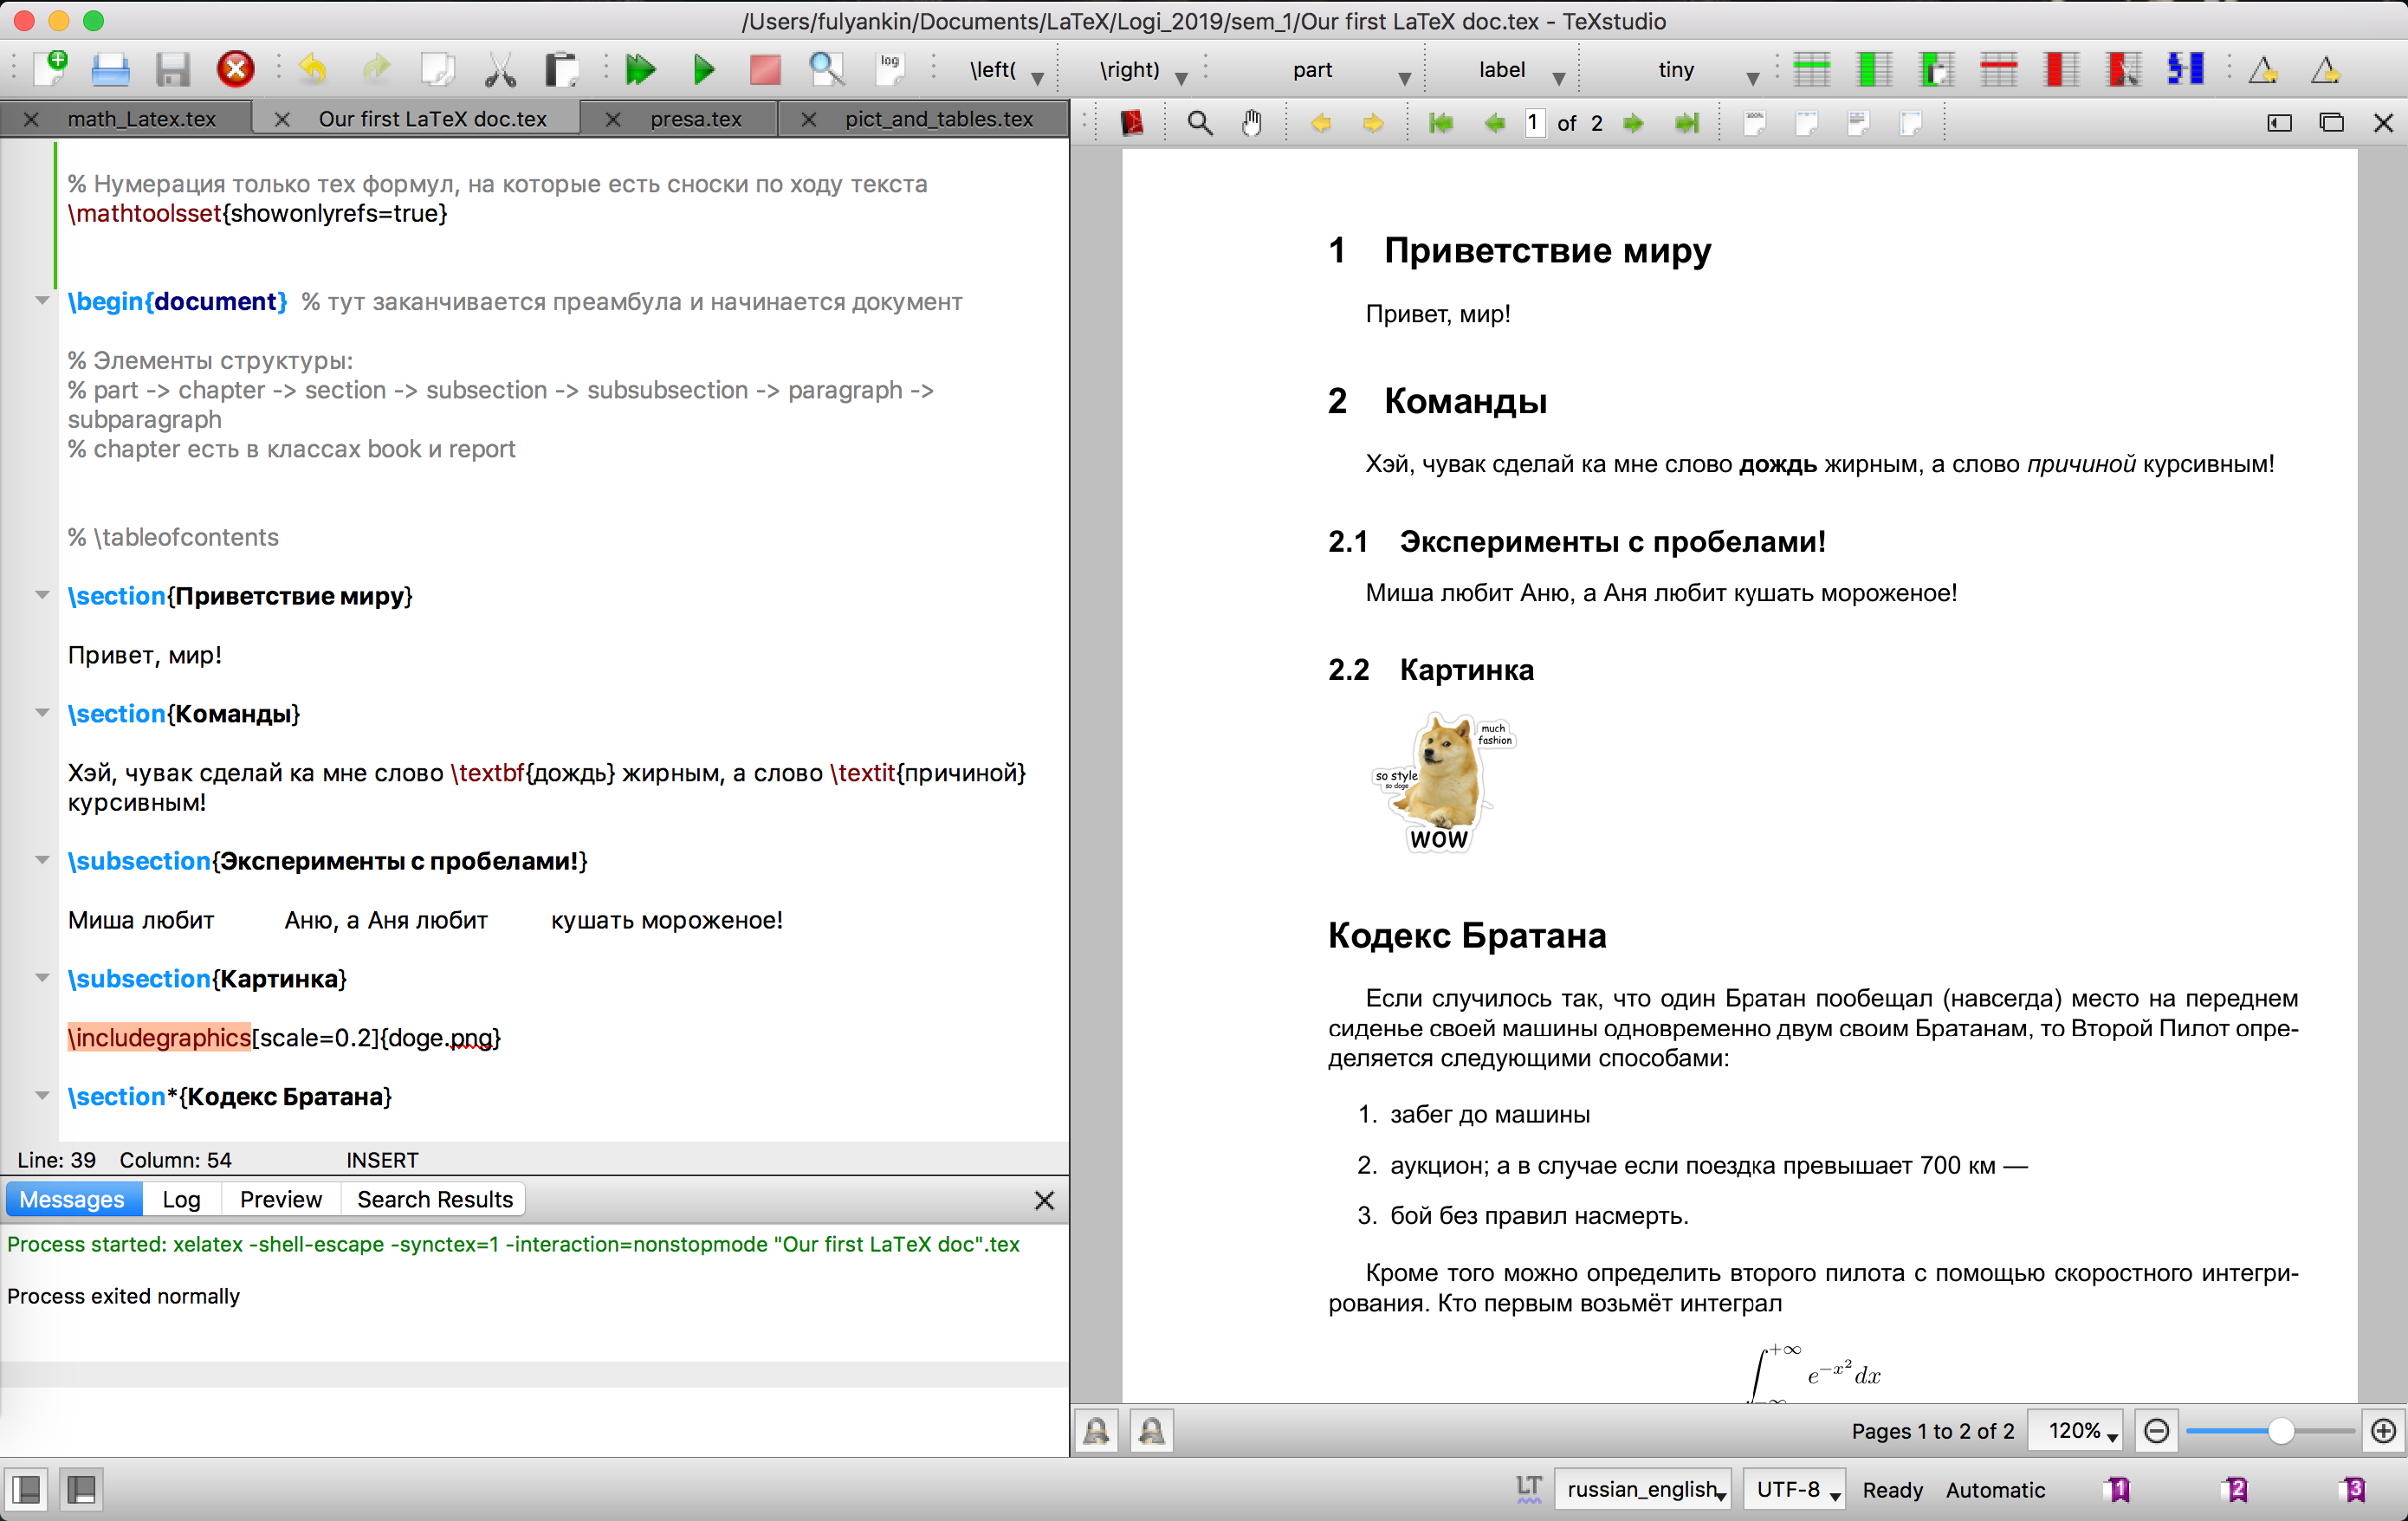 /Users/fulyankin/Documents/LaTeX/Logi_2019/sem_1/Our first LaTeX doc.tex - TeXstudio
log
\left(
\right)
part
label
tiny
math_Latex.tex
Our first LaTeX doc.tex
presa.tex
pict_and_tables.tex
1 of 2
100%
% Нумерация только тех формул, на которые есть сноски по ходу текста
\mathtoolsset{showonlyrefs=true}
\begin{document} % тут заканчивается преамбула и начинается документ
% Элементы структуры:
% part -> chapter -> section -> subsection -> subsubsection -> paragraph ->
subparagraph
% chapter есть в классах book и report
% \tableofcontents
\section{Приветствие миру}
Привет, мир!
\section{Команды}
Хэй, чувак сделай ка мне слово \textbf{дождь} жирным, а слово \textit{причиной}
курсивным!
\subsection{Эксперименты с пробелами!}
Миша любит Аню, а Аня любит кушать мороженое!
\subsection{Картинка}
\includegraphics[scale=0.2]{doge.png}
\section*{Кодекс Братана}
Line: 39 Column: 54 INSERT
Messages Log Preview Search Results
Process started: xelatex -shell-escape -synctex=1 -interaction=nonstopmode "Our first LaTeX doc".tex
Process exited normally
1 Приветствие миру
Привет, мир!
2 Команды
Хэй, чувак сделай ка мне слово дождь жирным, а слово причиной курсивным!
2.1 Эксперименты с пробелами!
Миша любит Аню, а Аня любит кушать мороженое!
2.2 Картинка
much
fashion
so style
so doge
WOW
Кодекс Братана
Если случилось так, что один Братан пообещал (навсегда) место на переднем
сиденье своей машины одновременно двум своим Братанам, то Второй Пилот опре-
деляется следующими способами:
1. забег до машины
2. аукцион; а в случае если поездка превышает 700 км —
3. бой без правил насмерть.
Кроме того можно определить второго пилота с помощью скоростного интегри-
рования. Кто первым возьмёт интеграл
∫_{-∞}^{+∞} e^{-x^2} dx
Pages 1 to 2 of 2 120%
LT russian_english UTF-8 Ready Automatic 1 2 3